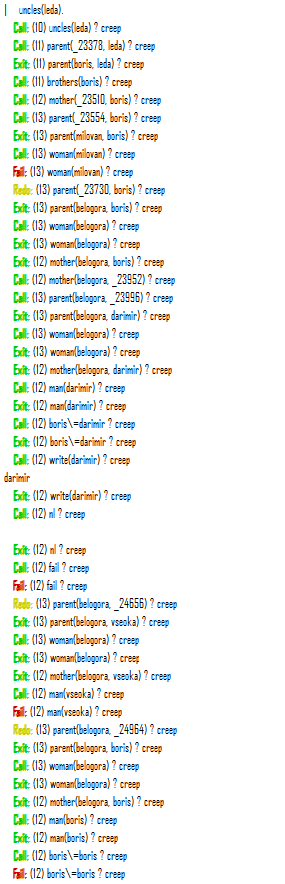 |    uncles(leda).
Call: (10) uncles(leda) ? creep
Call: (11) parent(_23378, leda) ? creep
Exit: (11) parent(boris, leda) ? creep
Call: (11) brothers(boris) ? creep
Call: (12) mother(_23510, boris) ? creep
Call: (13) parent(_23554, boris) ? creep
Exit: (13) parent(milovan, boris) ? creep
Call: (13) woman(milovan) ? creep
Fail: (13) woman(milovan) ? creep
Redo: (13) parent(_23730, boris) ? creep
Exit: (13) parent(belogora, boris) ? creep
Call: (13) woman(belogora) ? creep
Exit: (13) woman(belogora) ? creep
Exit: (12) mother(belogora, boris) ? creep
Call: (12) mother(belogora, _23952) ? creep
Call: (13) parent(belogora, _23996) ? creep
Exit: (13) parent(belogora, darimir) ? creep
Call: (13) woman(belogora) ? creep
Exit: (13) woman(belogora) ? creep
Exit: (12) mother(belogora, darimir) ? creep
Call: (12) man(darimir) ? creep
Exit: (12) man(darimir) ? creep
Call: (12) boris\=darimir ? creep
Exit: (12) boris\=darimir ? creep
Call: (12) write(darimir) ? creep
darimir
Exit: (12) write(darimir) ? creep
Call: (12) nl ? creep
Exit: (12) nl ? creep
Call: (12) fail ? creep
Fail: (12) fail ? creep
Redo: (13) parent(belogora, _24656) ? creep
Exit: (13) parent(belogora, vseoka) ? creep
Call: (13) woman(belogora) ? creep
Exit: (13) woman(belogora) ? creep
Exit: (12) mother(belogora, vseoka) ? creep
Call: (12) man(vseoka) ? creep
Fail: (12) man(vseoka) ? creep
Redo: (13) parent(belogora, _24964) ? creep
Exit: (13) parent(belogora, boris) ? creep
Call: (13) woman(belogora) ? creep
Exit: (13) woman(belogora) ? creep
Exit: (12) mother(belogora, boris) ? creep
Call: (12) man(boris) ? creep
Exit: (12) man(boris) ? creep
Call: (12) boris\=boris ? creep
Fail: (12) boris\=boris ? creep